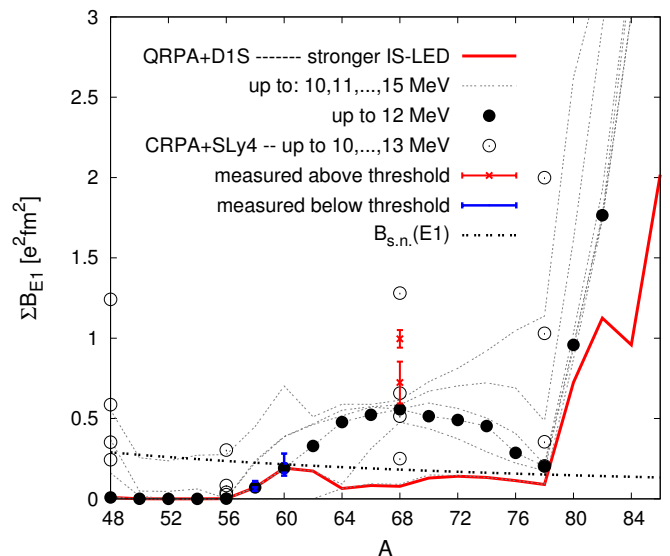 3
2.5
2
1.5
1
0.5
0
ΣB_E1 [e²fm²]
QRPA+D1S ------- stronger IS-LED
up to: 10,11,...,15 MeV
up to 12 MeV
CRPA+SLy4 -- up to 10,...,13 MeV
measured above threshold
measured below threshold
B_s.n.(E1)
48 52 56 60 64 68 72 76 80 84
A